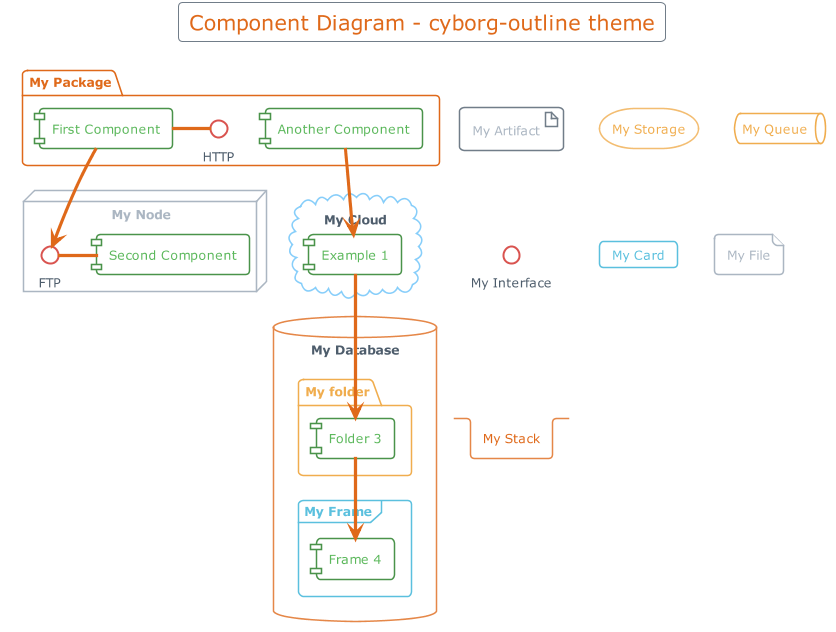 Component Diagram - cyborg-outline theme
My Package
First Component
HTTP
Another Component
My Artifact
My Storage
My Queue
My Node
FTP
Second Component
My Cloud
Example 1
My Interface
My Card
My File
My Database
My folder
Folder 3
My Stack
My Frame
Frame 4